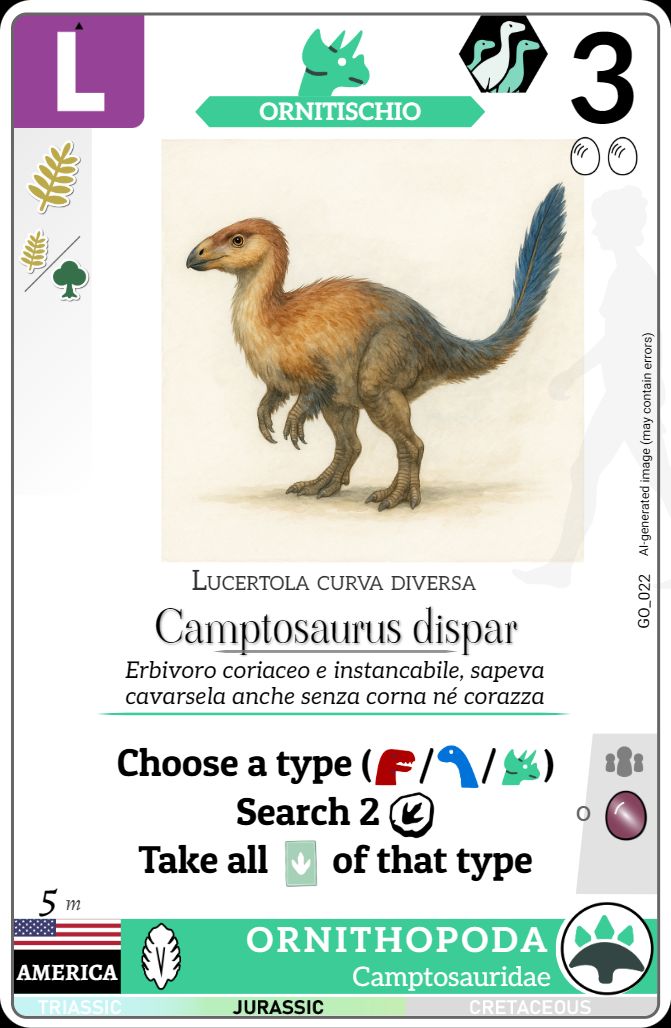 L
ORNITISCHIO
3
LUCERTOLA CURVA DIVERSA
Camptosaurus dispar
Erbivoro coriaceo e instancabile, sapeva
cavarsela anche senza corna né corazza
Choose a type ( / / )
Search 2
Take all of that type
O
GO_022 AI-generated image (may contain errors)
5 m
AMERICA
ORNITHOPODA
Camptosauridae
TRIASSIC JURASSIC CRETACEOUS